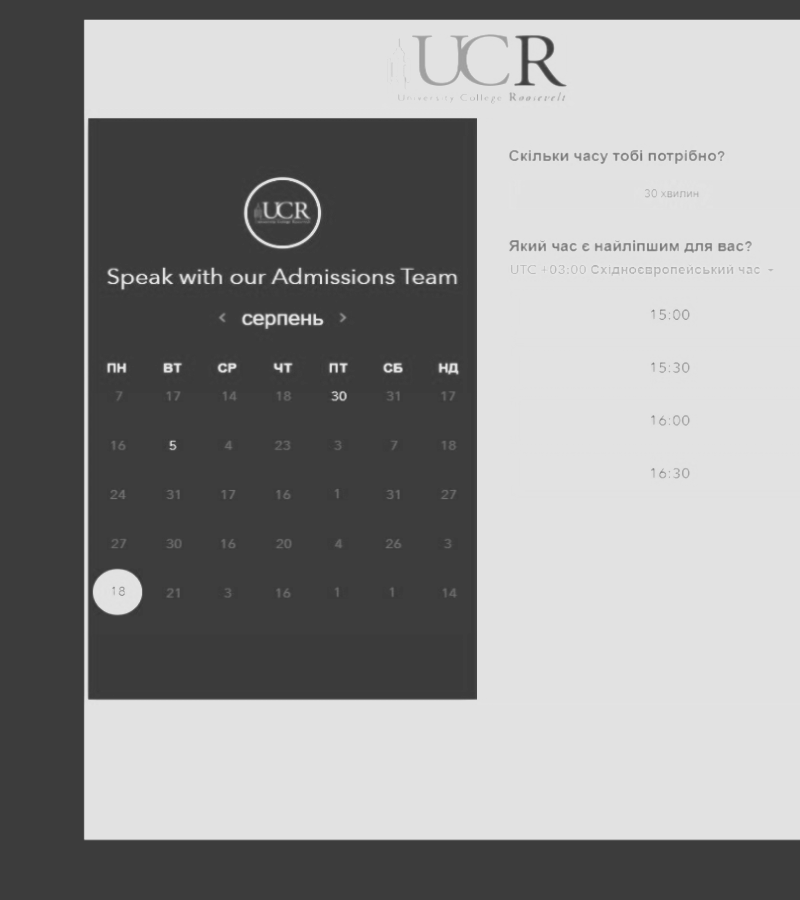 UCR
University College Roosevelt
UCR
Speak with our Admissions Team
‹ серпень ›
ПН ВТ СР ЧТ ПТ СБ НД
7 17 14 18 30 31 17
16 5 4 23 3 7 18
24 31 17 16 1 31 27
27 30 16 20 4 26 3
18 21 3 16 1 1 14
Скільки часу тобі потрібно?
30 хвилин
Який час є найліпшим для вас?
UTC +03:00 Східноєвропейський час
15:00
15:30
16:00
16:30